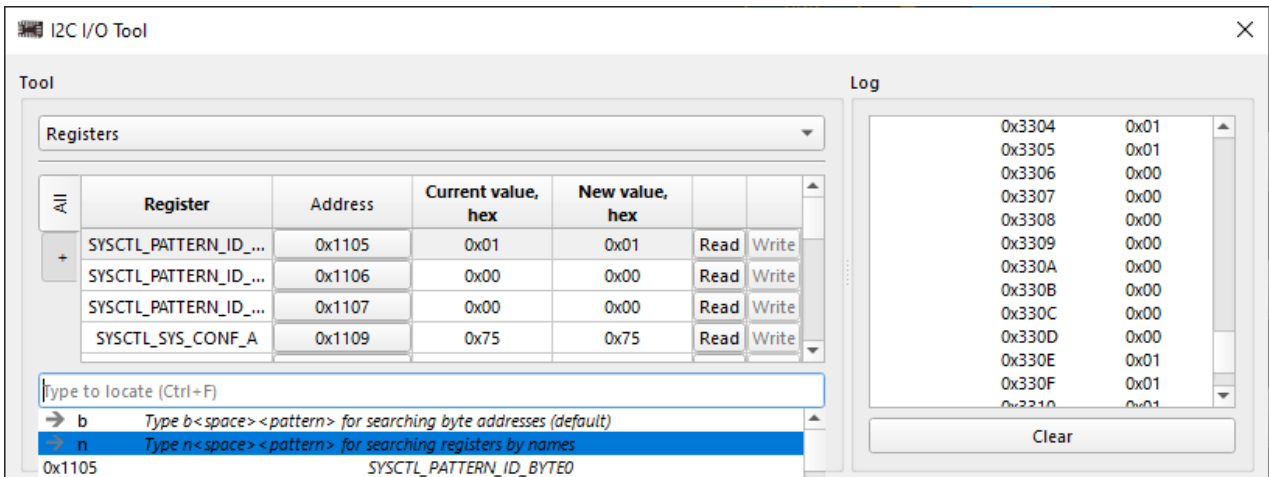 I2C I/O Tool
Tool
Registers
All
+
Register Address Current value, hex New value, hex
SYSCTL_PATTERN_ID_... 0x1105 0x01 0x01 Read Write
SYSCTL_PATTERN_ID_... 0x1106 0x00 0x00 Read Write
SYSCTL_PATTERN_ID_... 0x1107 0x00 0x00 Read Write
SYSCTL_SYS_CONF_A 0x1109 0x75 0x75 Read Write
Type to locate (Ctrl+F)
b Type b<space><pattern> for searching byte addresses (default)
n Type n<space><pattern> for searching registers by names
0x1105 SYSCTL_PATTERN_ID_BYTE0
Log
0x3304 0x01
0x3305 0x01
0x3306 0x00
0x3307 0x00
0x3308 0x00
0x3309 0x00
0x330A 0x00
0x330B 0x00
0x330C 0x00
0x330D 0x00
0x330E 0x01
0x330F 0x01
0x3310 0x01
Clear